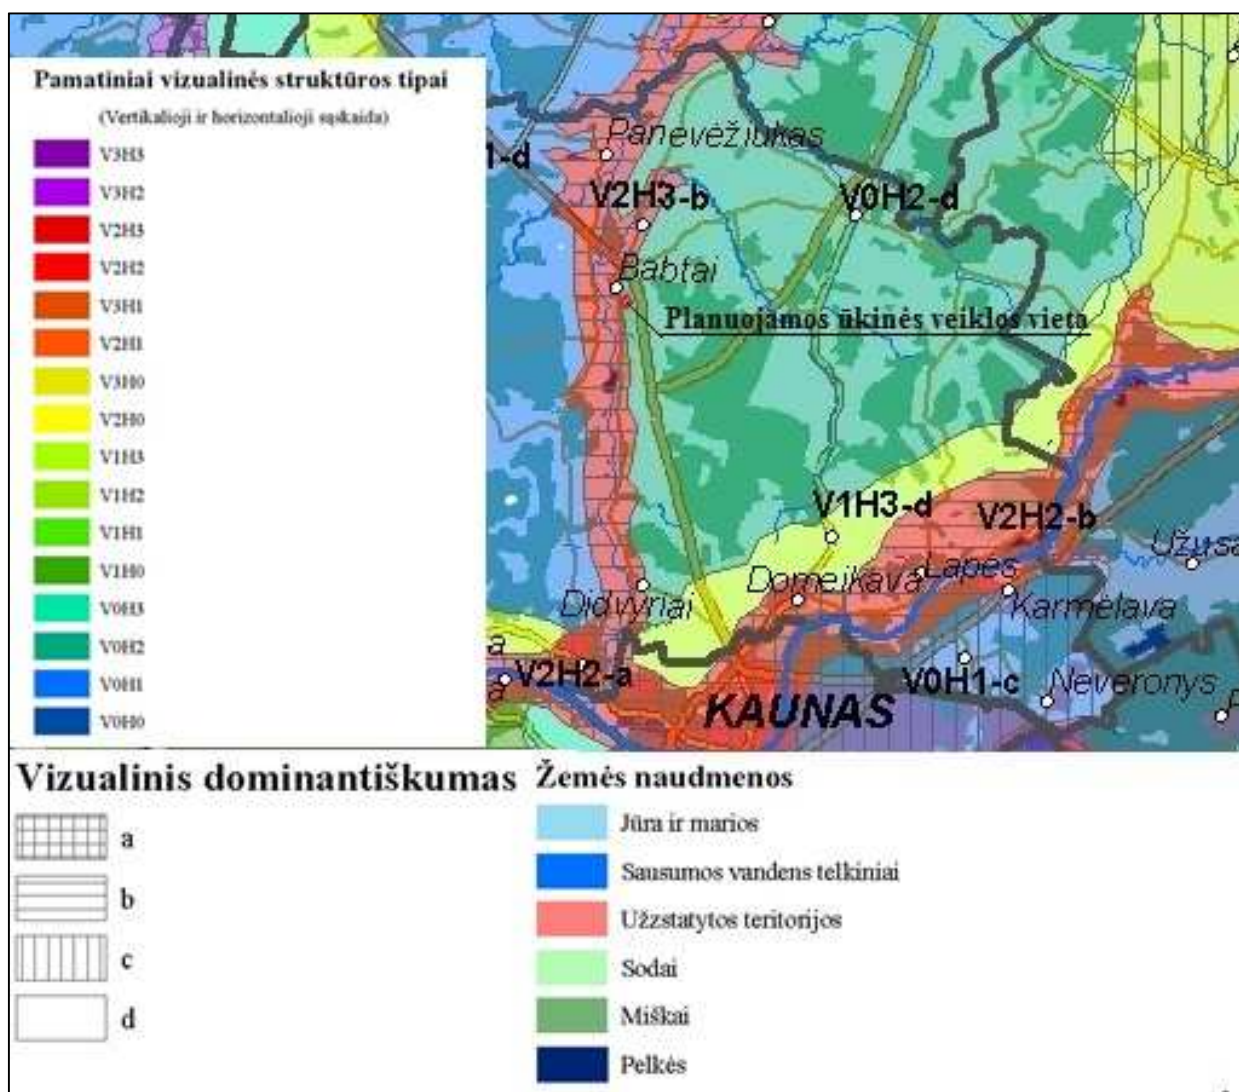 Pamatiniai vizualinės struktūros tipai
(Vertikalioji ir horizontalioji sąskaida)
V3H3
V3H2
V2H3
V2H2
V3H1
V2H1
V3H0
V2H0
V1H3
V1H2
V1H1
V1H0
V0H3
V0H2
V0H1
V0H0
Panevėžiukas
1-d
V2H3-b
V0H2-d
Babtai
Planuojamos ūkinės veiklos vieta
V1H3-d
V2H2-b
Užusa
Didvyriai
Domeikava
Lapės
Karmėlava
a
a
V2H2-a
V0H1-c
Neveronys
KAUNAS
Vizualinis dominantiškumas
a
b
c
d
Žemės naudmenos
Jūra ir marios
Sausumos vandens telkiniai
Užzstatytos teritorijos
Sodai
Miškai
Pelkės